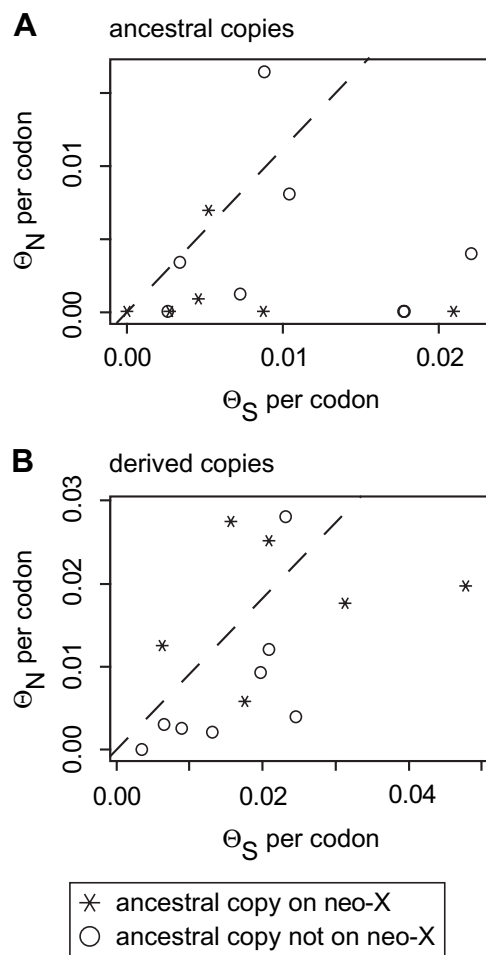 A ancestral copies
0.01
0.00
ΘN per codon
0.00 0.01 0.02
ΘS per codon
B derived copies
0.03
0.02
0.01
0.00
ΘN per codon
0.00 0.02 0.04
ΘS per codon
ancestral copy on neo-X
ancestral copy not on neo-X